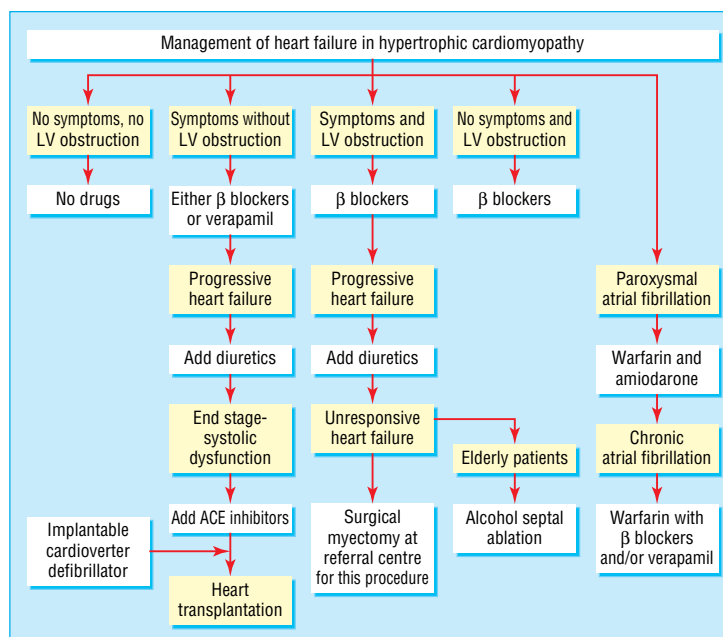 Management of heart failure in hypertrophic cardiomyopathy
No symptoms, no
LV obstruction
Symptoms without
LV obstruction
Symptoms and
LV obstruction
No symptoms and
LV obstruction
No drugs
Either β blockers
or verapamil
β blockers
β blockers
Progressive
heart failure
Progressive
heart failure
Paroxysmal
atrial fibrillation
Add diuretics
Add diuretics
Warfarin and
amiodarone
End stage-
systolic
dysfunction
Unresponsive
heart failure
Elderly patients
Chronic
atrial fibrillation
Add ACE inhibitors
Implantable
cardioverter
defibrillator
Surgical
myectomy at
referral centre
for this procedure
Alcohol septal
ablation
Warfarin with
β blockers
and/or verapamil
Heart
transplantation